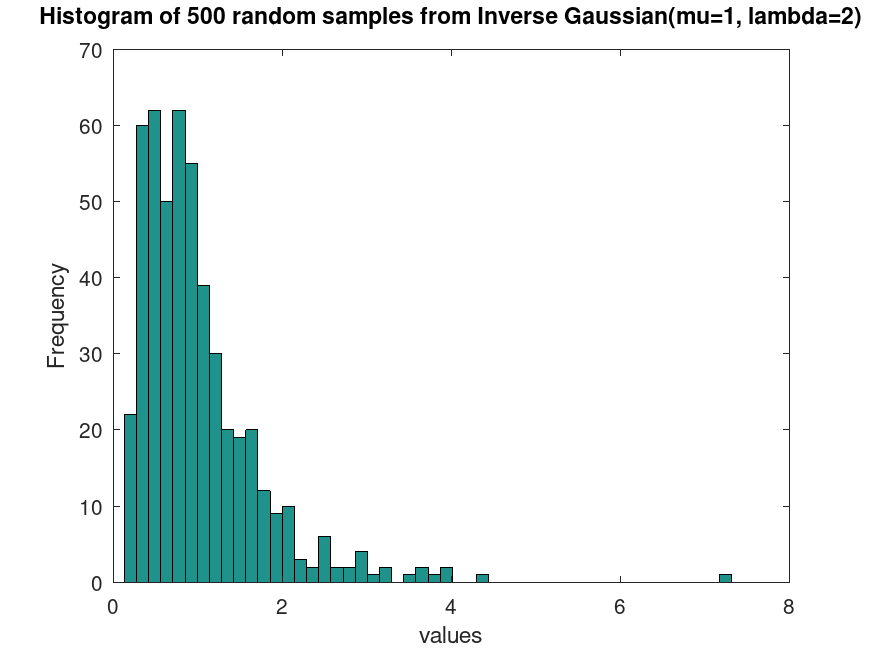 Histogram of 500 random samples from Inverse Gaussian(mu=1, lambda=2)
70
60
50
40
30
20
10
0
Frequency
0 2 4 6 8
values